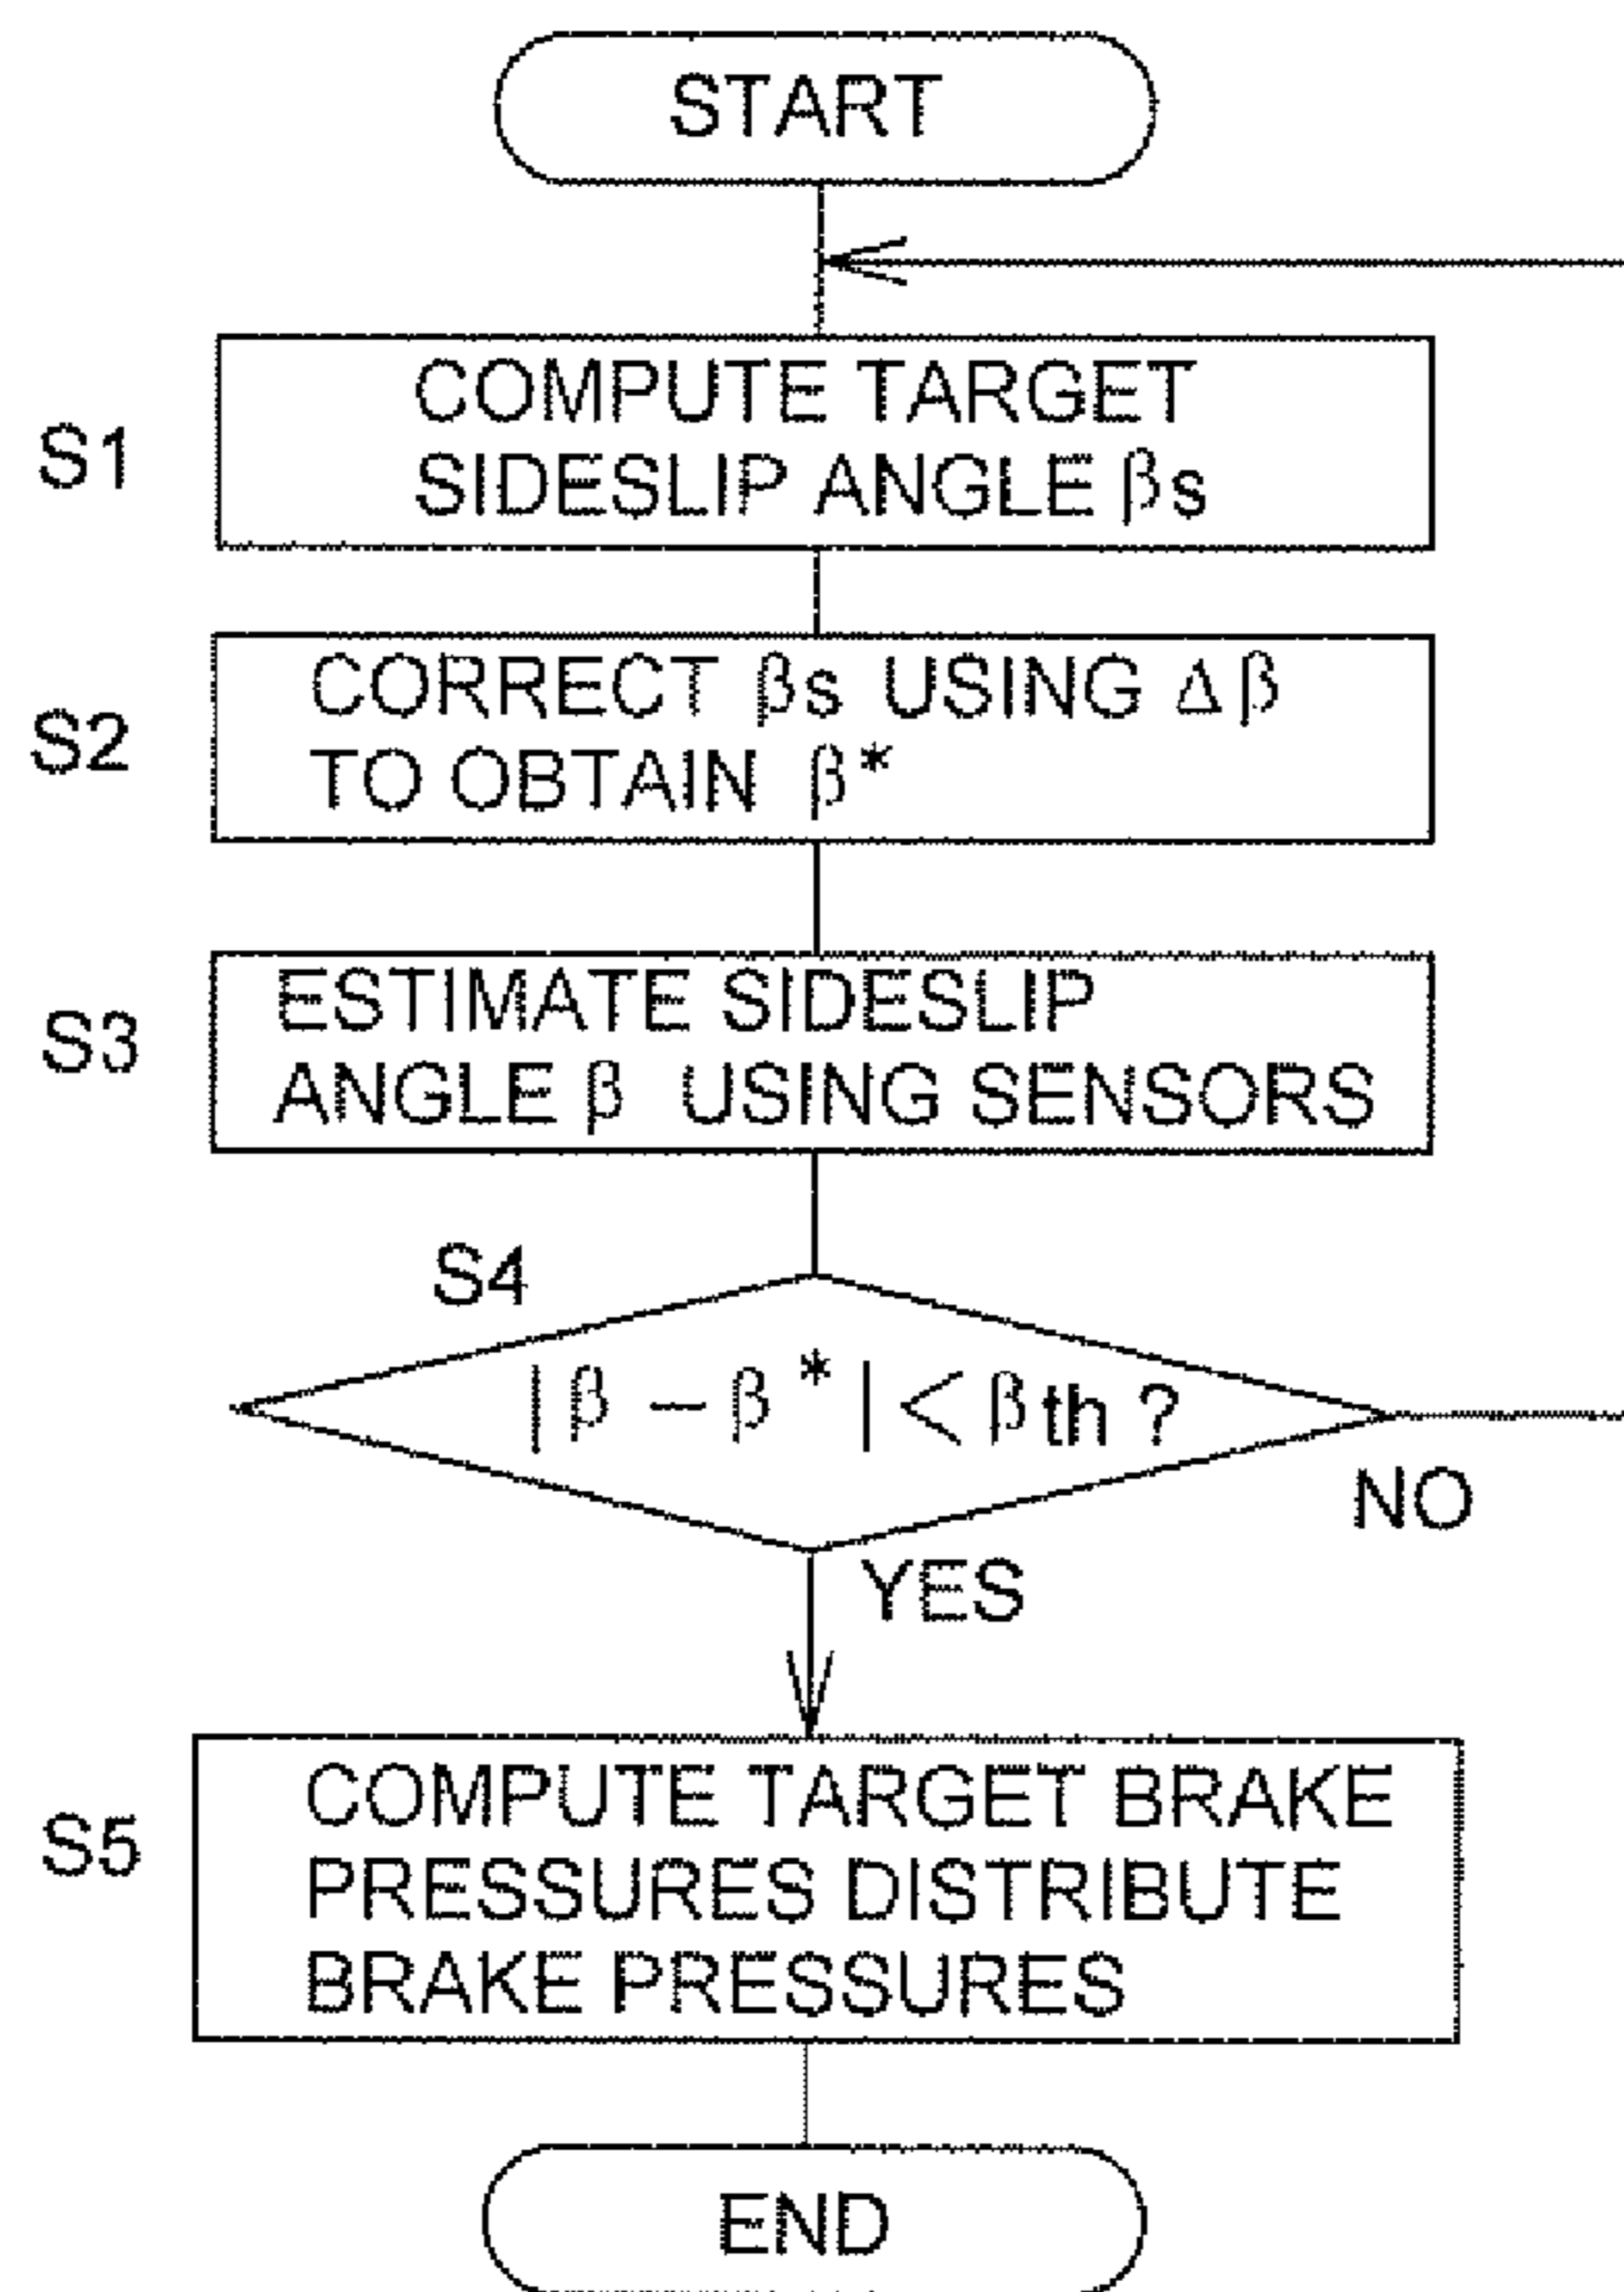 START
S1
COMPUTE TARGET
SIDESLIP ANGLE βs
S2
CORRECT βs USING Δβ
TO OBTAIN β*
S3
ESTIMATE SIDESLIP
ANGLE β USING SENSORS
S4
|β－β*|<βth?
NO
YES
S5
COMPUTE TARGET BRAKE
PRESSURES DISTRIBUTE
BRAKE PRESSURES
END